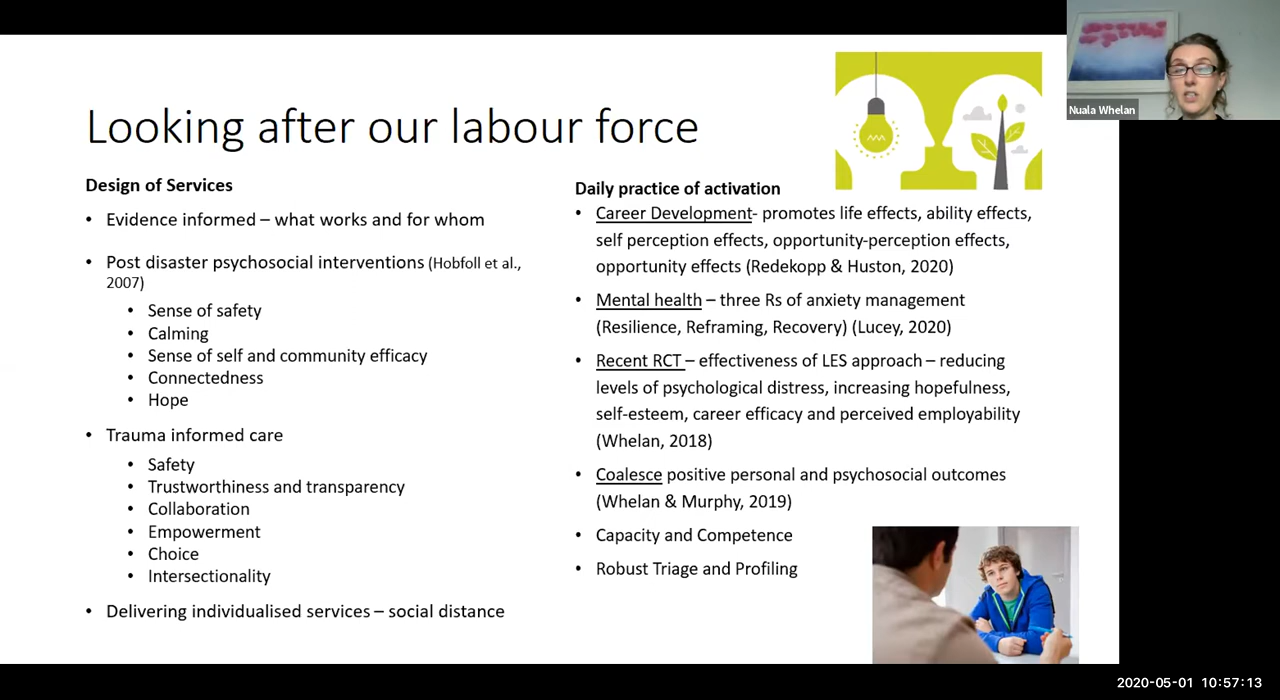 Looking after our labour force
Design of Services
• Evidence informed – what works and for whom
• Post disaster psychosocial interventions (Hobfoll et al.,
2007)
• Sense of safety
• Calming
• Sense of self and community efficacy
• Connectedness
• Hope
• Trauma informed care
• Safety
• Trustworthiness and transparency
• Collaboration
• Empowerment
• Choice
• Intersectionality
• Delivering individualised services – social distance
Daily practice of activation
• Career Development- promotes life effects, ability effects,
self perception effects, opportunity-perception effects,
opportunity effects (Redekopp & Huston, 2020)
• Mental health – three Rs of anxiety management
(Resilience, Reframing, Recovery) (Lucey, 2020)
• Recent RCT – effectiveness of LES approach – reducing
levels of psychological distress, increasing hopefulness,
self-esteem, career efficacy and perceived employability
(Whelan, 2018)
• Coalesce positive personal and psychosocial outcomes
(Whelan & Murphy, 2019)
• Capacity and Competence
• Robust Triage and Profiling
Nuala Whelan
2020-05-01 10:57:13